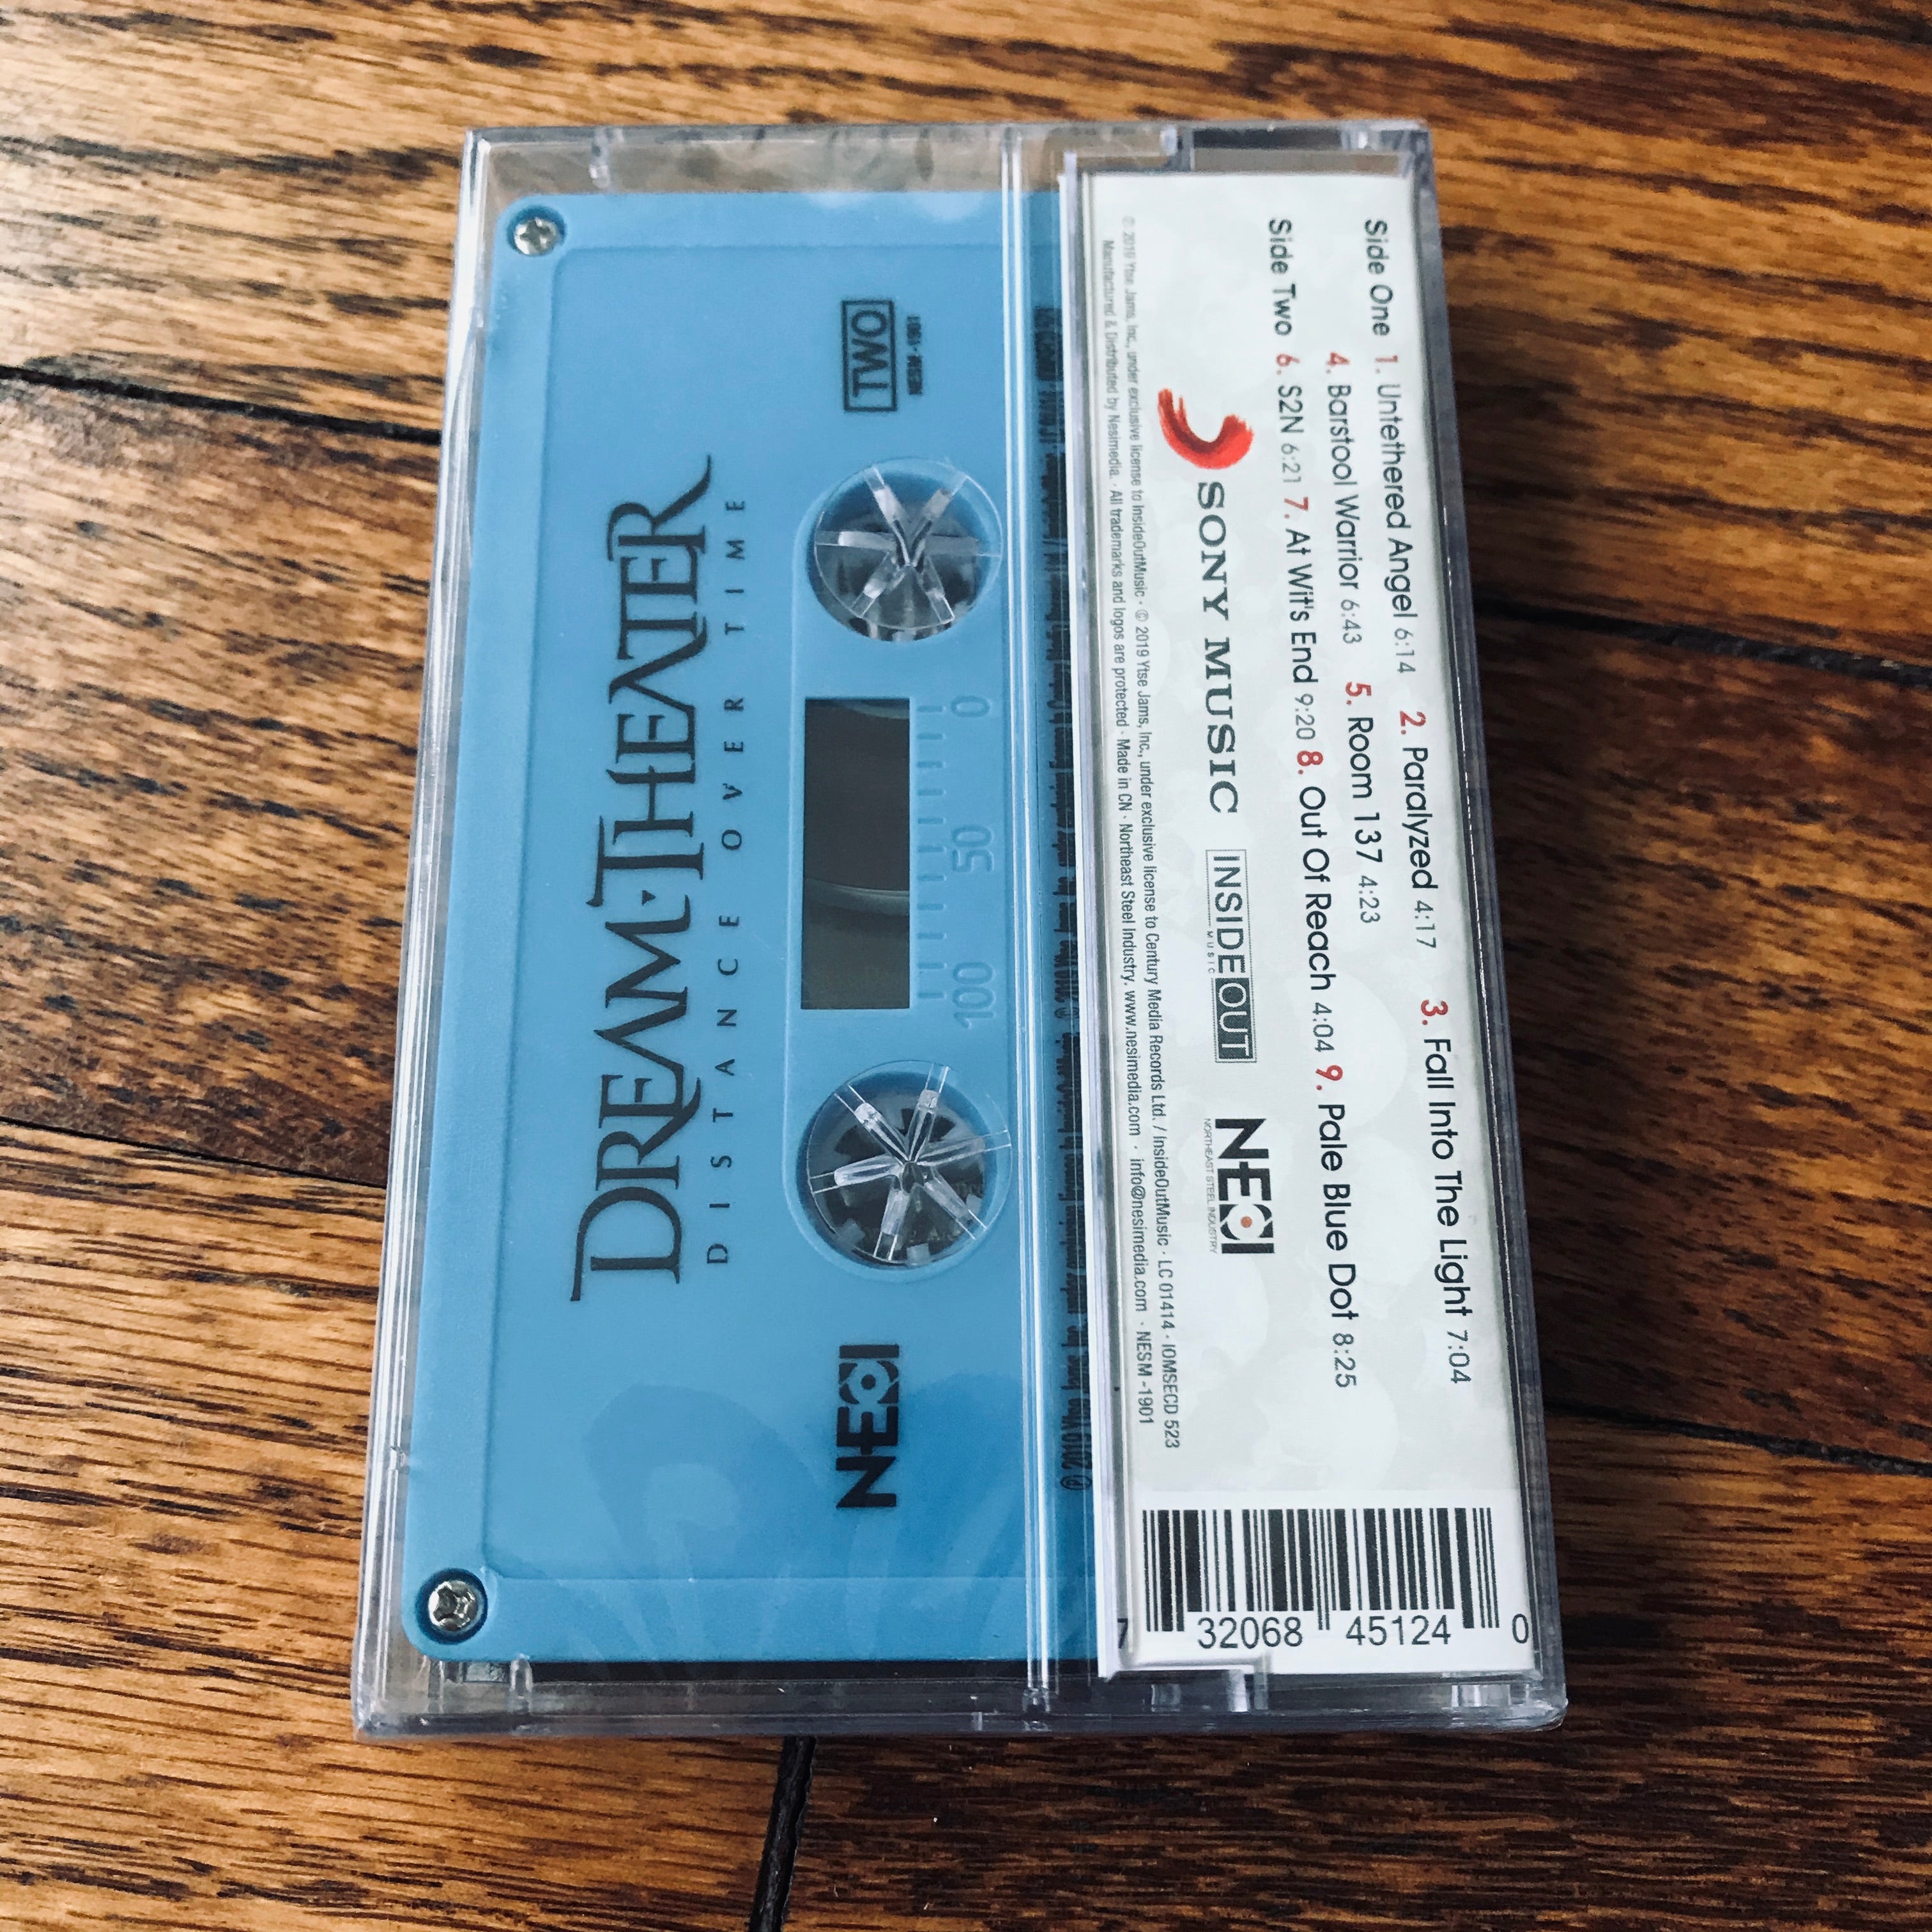 Side One 1. Untethered Angel 6:14 2. Paralyzed 4:17 3. Fall Into The Light 7:04
4. Barstool Warrior 6:43 5. Room 137 4:23
Side Two 6. S2N 6:21 7. At Wit's End 9:20 8. Out Of Reach 4:04 9. Pale Blue Dot 8:25
SONY MUSIC INSIDEOUT MUSIC NESI NORTHEAST STEEL INDUSTRY
℗ 2019 Ytse Jams, Inc., under exclusive license to InsideOutMusic · © 2019 Ytse Jams, Inc., under exclusive license to Century Media Records Ltd. / InsideOutMusic · LC 01414 · IOMSECD 523
Manufactured & Distributed by Nesimedia. · All trademarks and logos are protected · Made in CN · Northeast Steel Industry. www.nesimedia.com · info@nesimedia.com · NESM-1901
7 32068 45124 0
NESM-1901
TWO
0 50 100
NESI
DISTANCE OVER TIME
DREAM THEATER